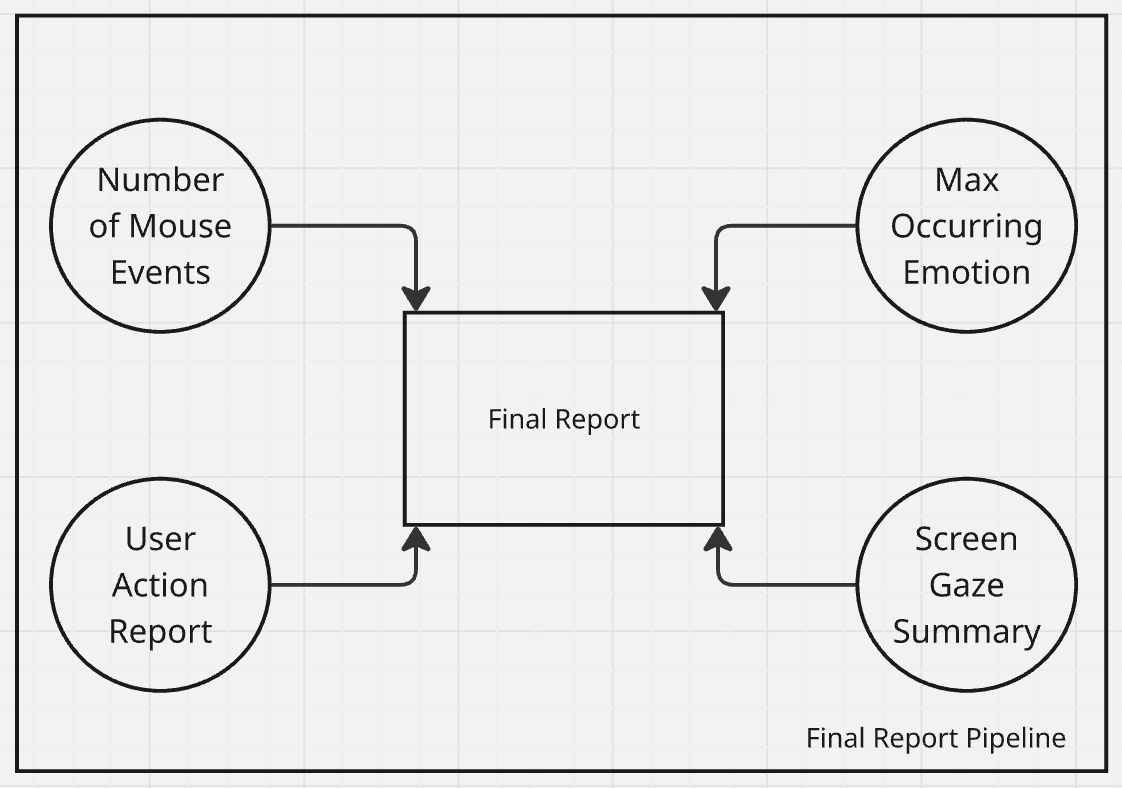 Number
of Mouse
Events
Max
Occurring
Emotion
Final Report
User
Action
Report
Screen
Gaze
Summary
Final Report Pipeline